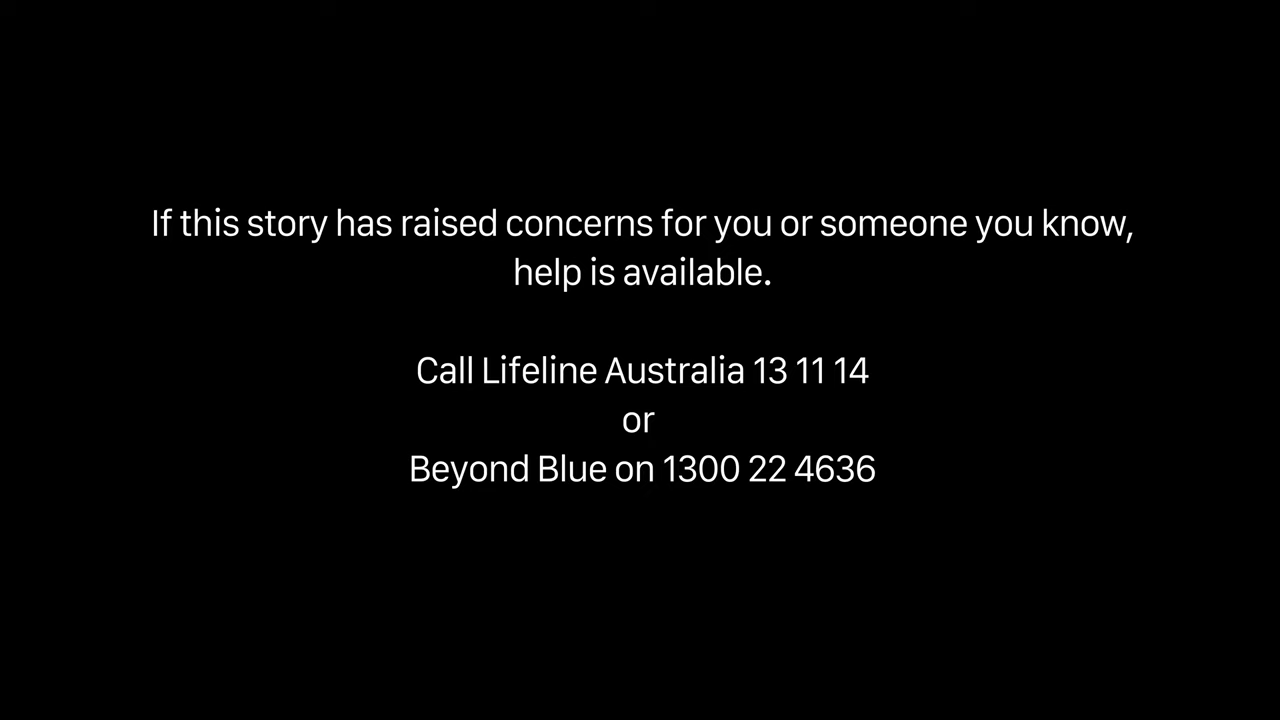 If this story has raised concerns for you or someone you know,
help is available.
Call Lifeline Australia 13 11 14
or
Beyond Blue on 1300 22 4636